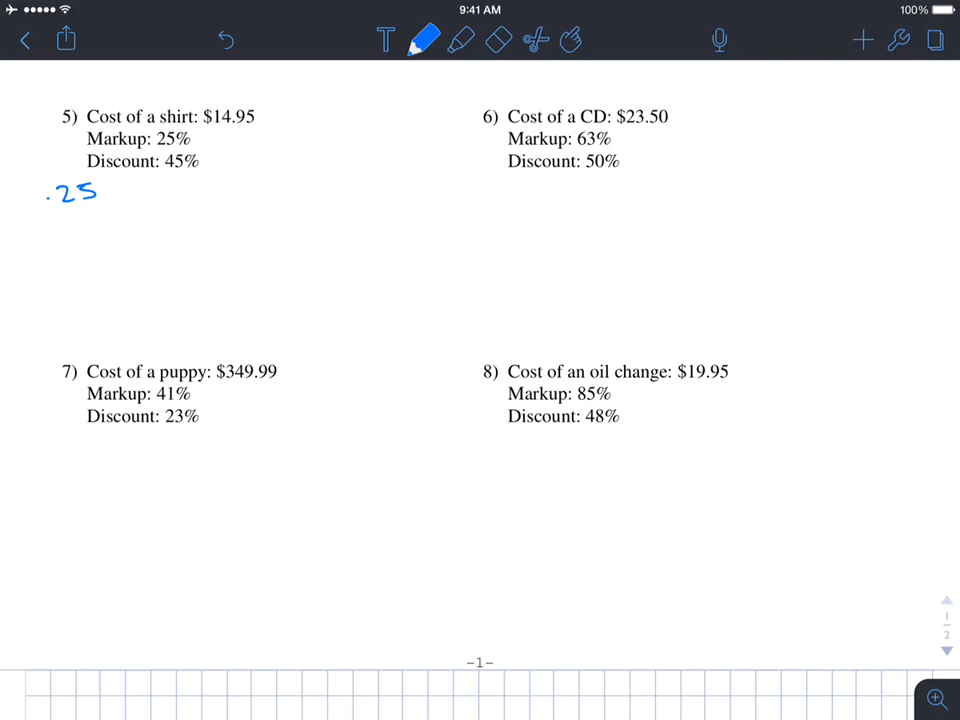 9:41 AM
100%
T
5) Cost of a shirt: $14.95
Markup: 25%
Discount: 45%
.25
6) Cost of a CD: $23.50
Markup: 63%
Discount: 50%
7) Cost of a puppy: $349.99
Markup: 41%
Discount: 23%
8) Cost of an oil change: $19.95
Markup: 85%
Discount: 48%
1
2
-1-